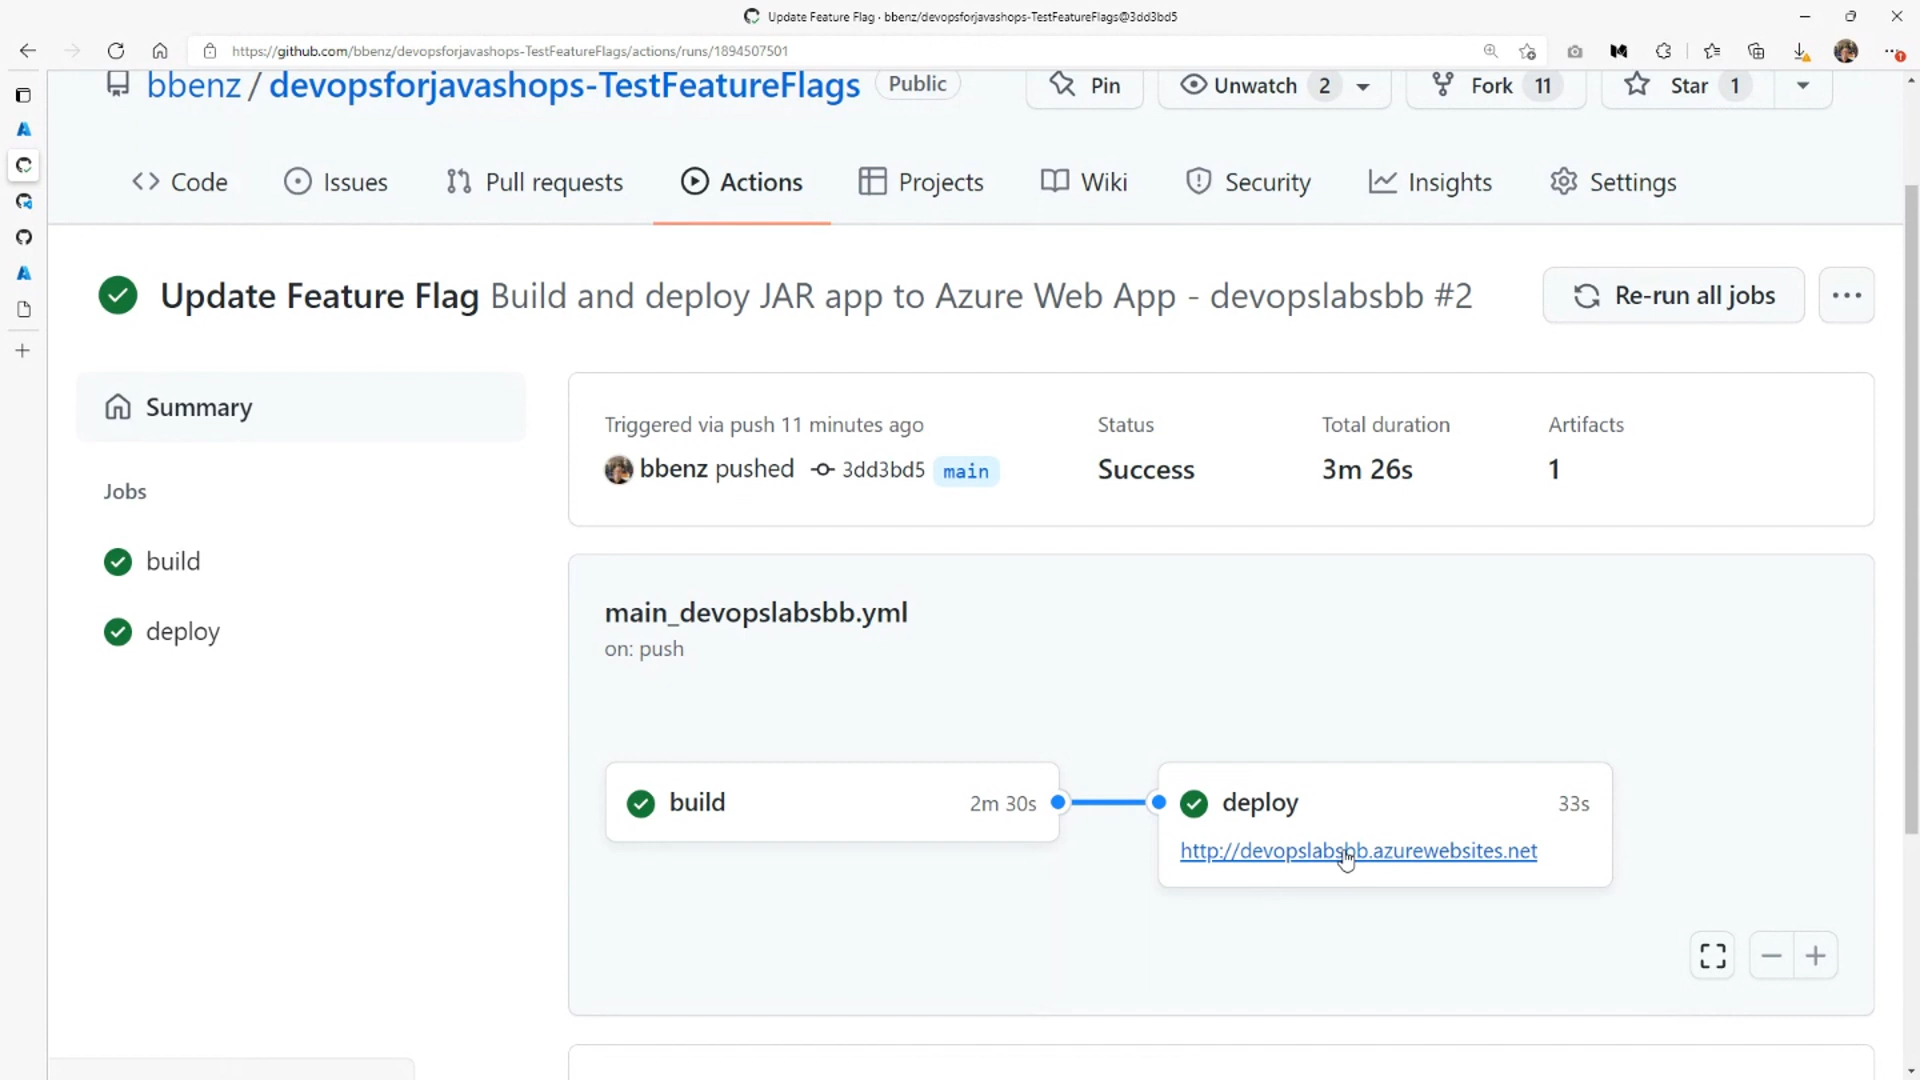 Update Feature Flag · bbenz/devopsforjavashops-TestFeatureFlags@3dd3bd5
https://github.com/bbenz/devopsforjavashops-TestFeatureFlags/actions/runs/1894507501
bbenz / devopsforjavashops-TestFeatureFlags Public Pin Unwatch 2 Fork 11 Star 1
<> Code Issues Pull requests Actions Projects Wiki Security Insights Settings
Update Feature Flag Build and deploy JAR app to Azure Web App - devopslabsbb #2 Re-run all jobs
Summary
Jobs
build
deploy
Triggered via push 11 minutes ago
bbenz pushed 3dd3bd5 main
Status
Success
Total duration
3m 26s
Artifacts
1
main_devopslabsbb.yml
on: push
build 2m 30s
deploy 33s
http://devopslabsbb.azurewebsites.net